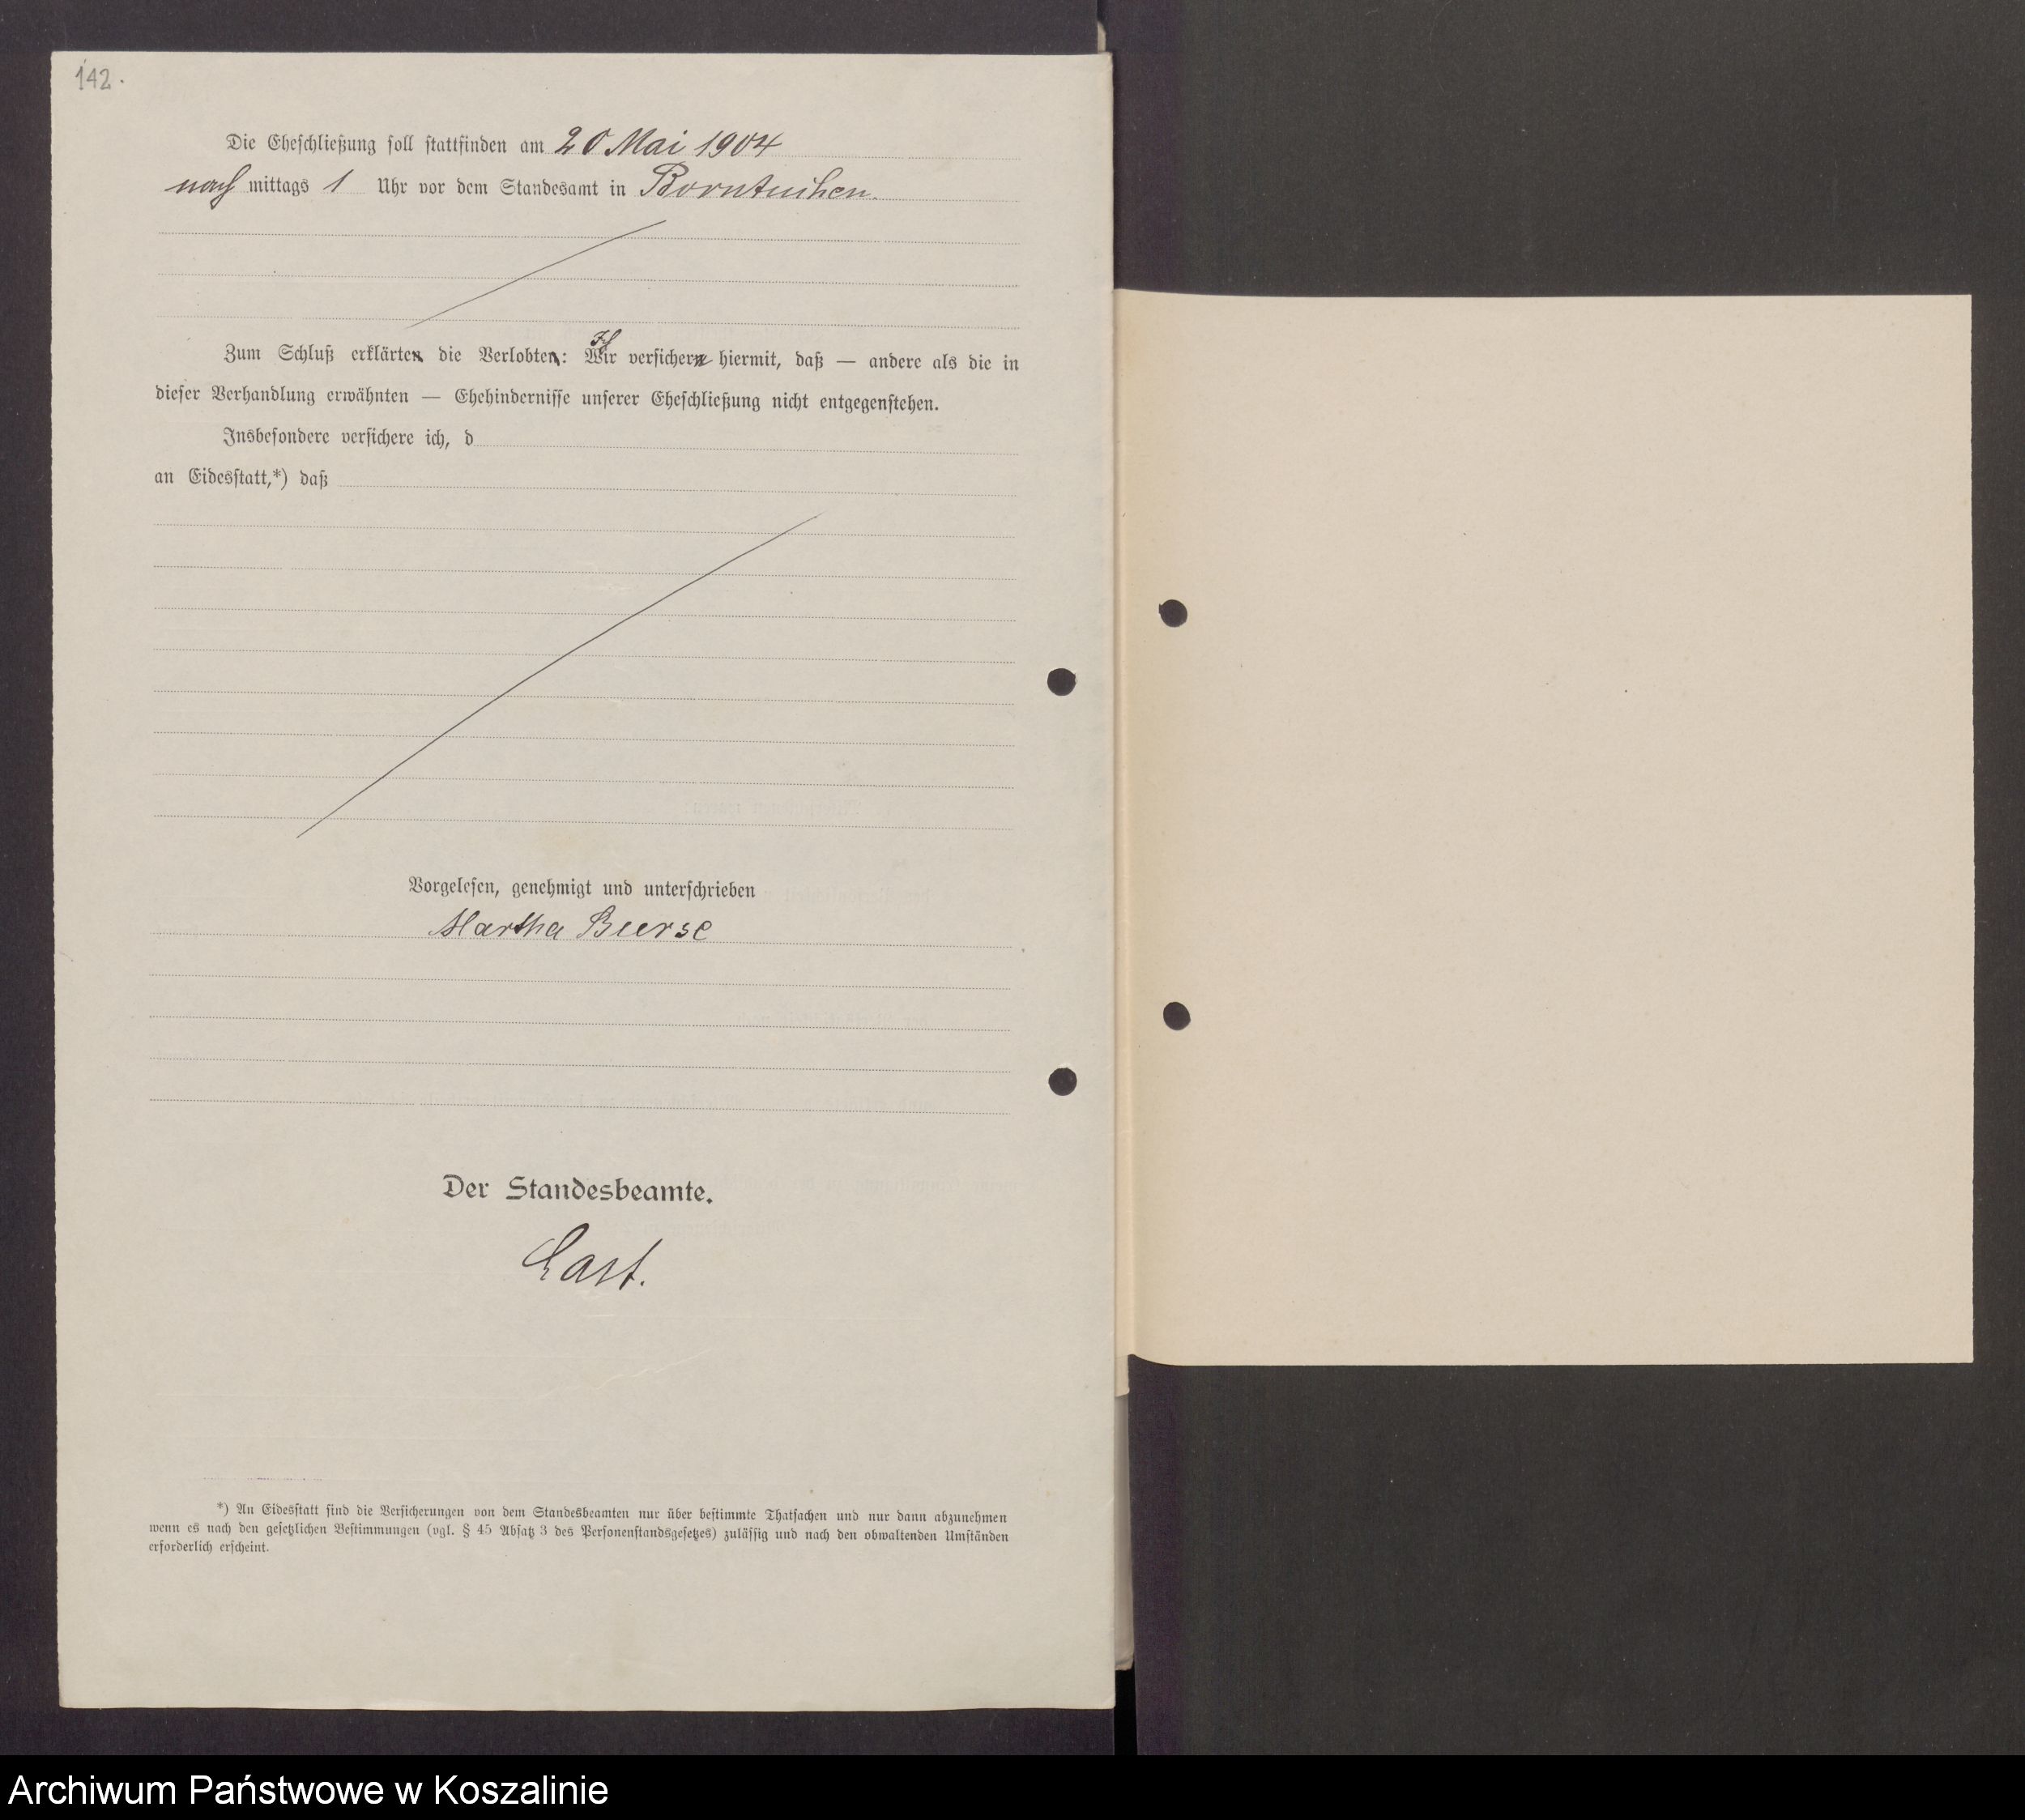 142.
Die Eheschließung soll stattfinden am 20 Mai 1904
nach mittags 1 Uhr vor dem Standesamt in Borntuchen.
Zum Schluß erklärten die Verlobten: Ich Wir versichern hiermit, daß — andere als die in
dieser Verhandlung erwähnten — Ehehindernisse unserer Eheschließung nicht entgegenstehen.
Insbesondere versichere ich, d
an Eidesstatt,*) daß
Vorgelesen, genehmigt und unterschrieben
Martha Beerse
Der Standesbeamte.
Last.
*) An Eidesstatt sind die Versicherungen von dem Standesbeamten nur über bestimmte Thatsachen und nur dann abzunehmen
wenn es nach den gesetzlichen Bestimmungen (vgl. § 45 Absatz 3 des Personenstandsgesetzes) zulässig und nach den obwaltenden Umständen
erforderlich erscheint.
Archiwum Państwowe w Koszalinie